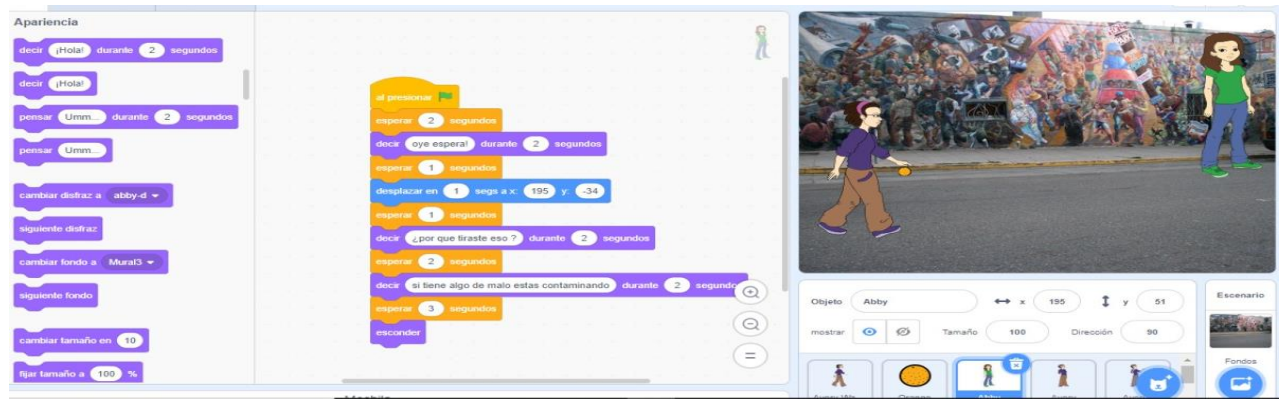 Apariencia
decir ¡Hola! durante 2 segundos
decir ¡Hola!
pensar Umm... durante 2 segundos
pensar Umm...
cambiar disfraz a abby-d
siguiente disfraz
cambiar fondo a Mural3
siguiente fondo
cambiar tamaño en 10
fijar tamaño a 100 %
al presionar
esperar 2 segundos
decir oye espera! durante 2 segundos
esperar 1 segundos
desplazar en 1 segs a x: 195 y: -34
esperar 1 segundos
decir ¿por que tiraste eso ? durante 2 segundos
esperar 2 segundos
decir si tiene algo de malo estas contaminando durante 2 segundo
esperar 3 segundos
esconder
Objeto Abby x 195 y 51
mostrar Tamaño 100 Dirección 90
Escenario
Fondos